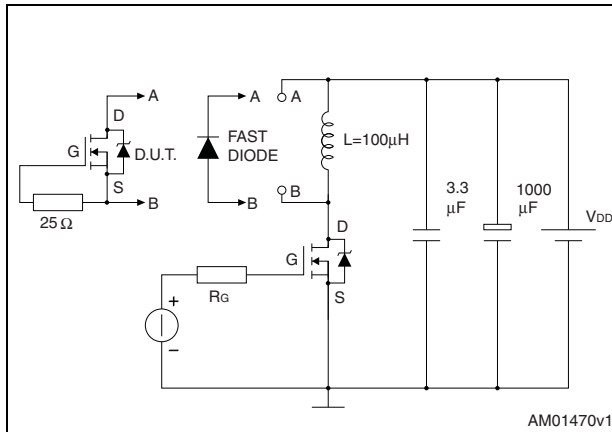 A
D
G
D.U.T.
S
B
25 Ω
A
FAST
DIODE
B
A
L=100µH
B
D
G
S
RG
+
–
3.3
µF
1000
µF
VDD
AM01470v1